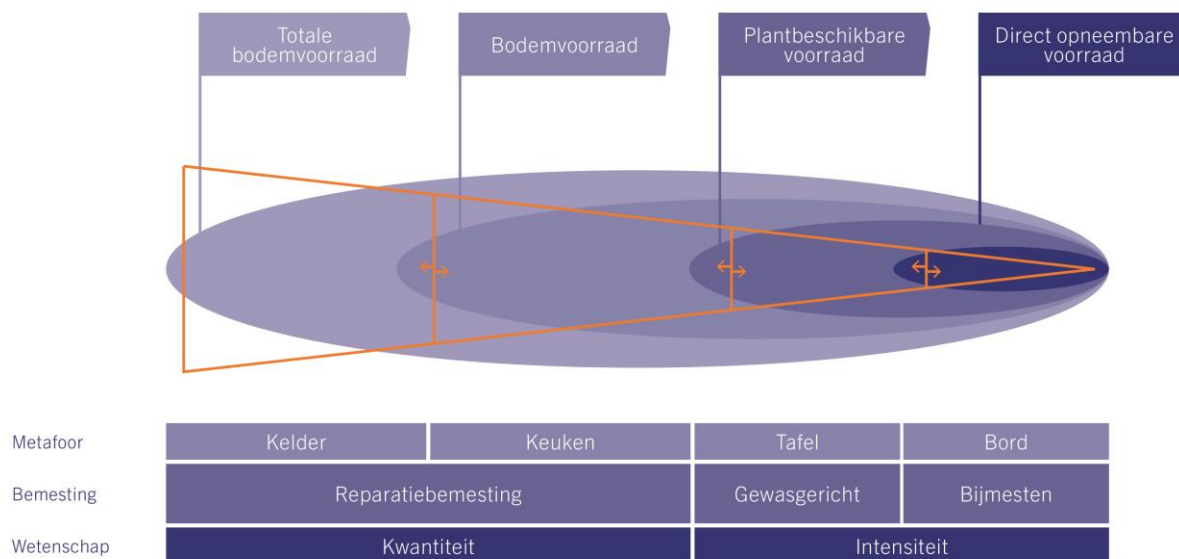 Totale
bodemvoorraad
Bodemvoorraad
Plantbeschikbare
voorraad
Direct opneembare
voorraad
Metafoor
Kelder
Keuken
Tafel
Bord
Bemesting
Reparatiebemesting
Gewasgericht
Bijmesten
Wetenschap
Kwantiteit
Intensiteit